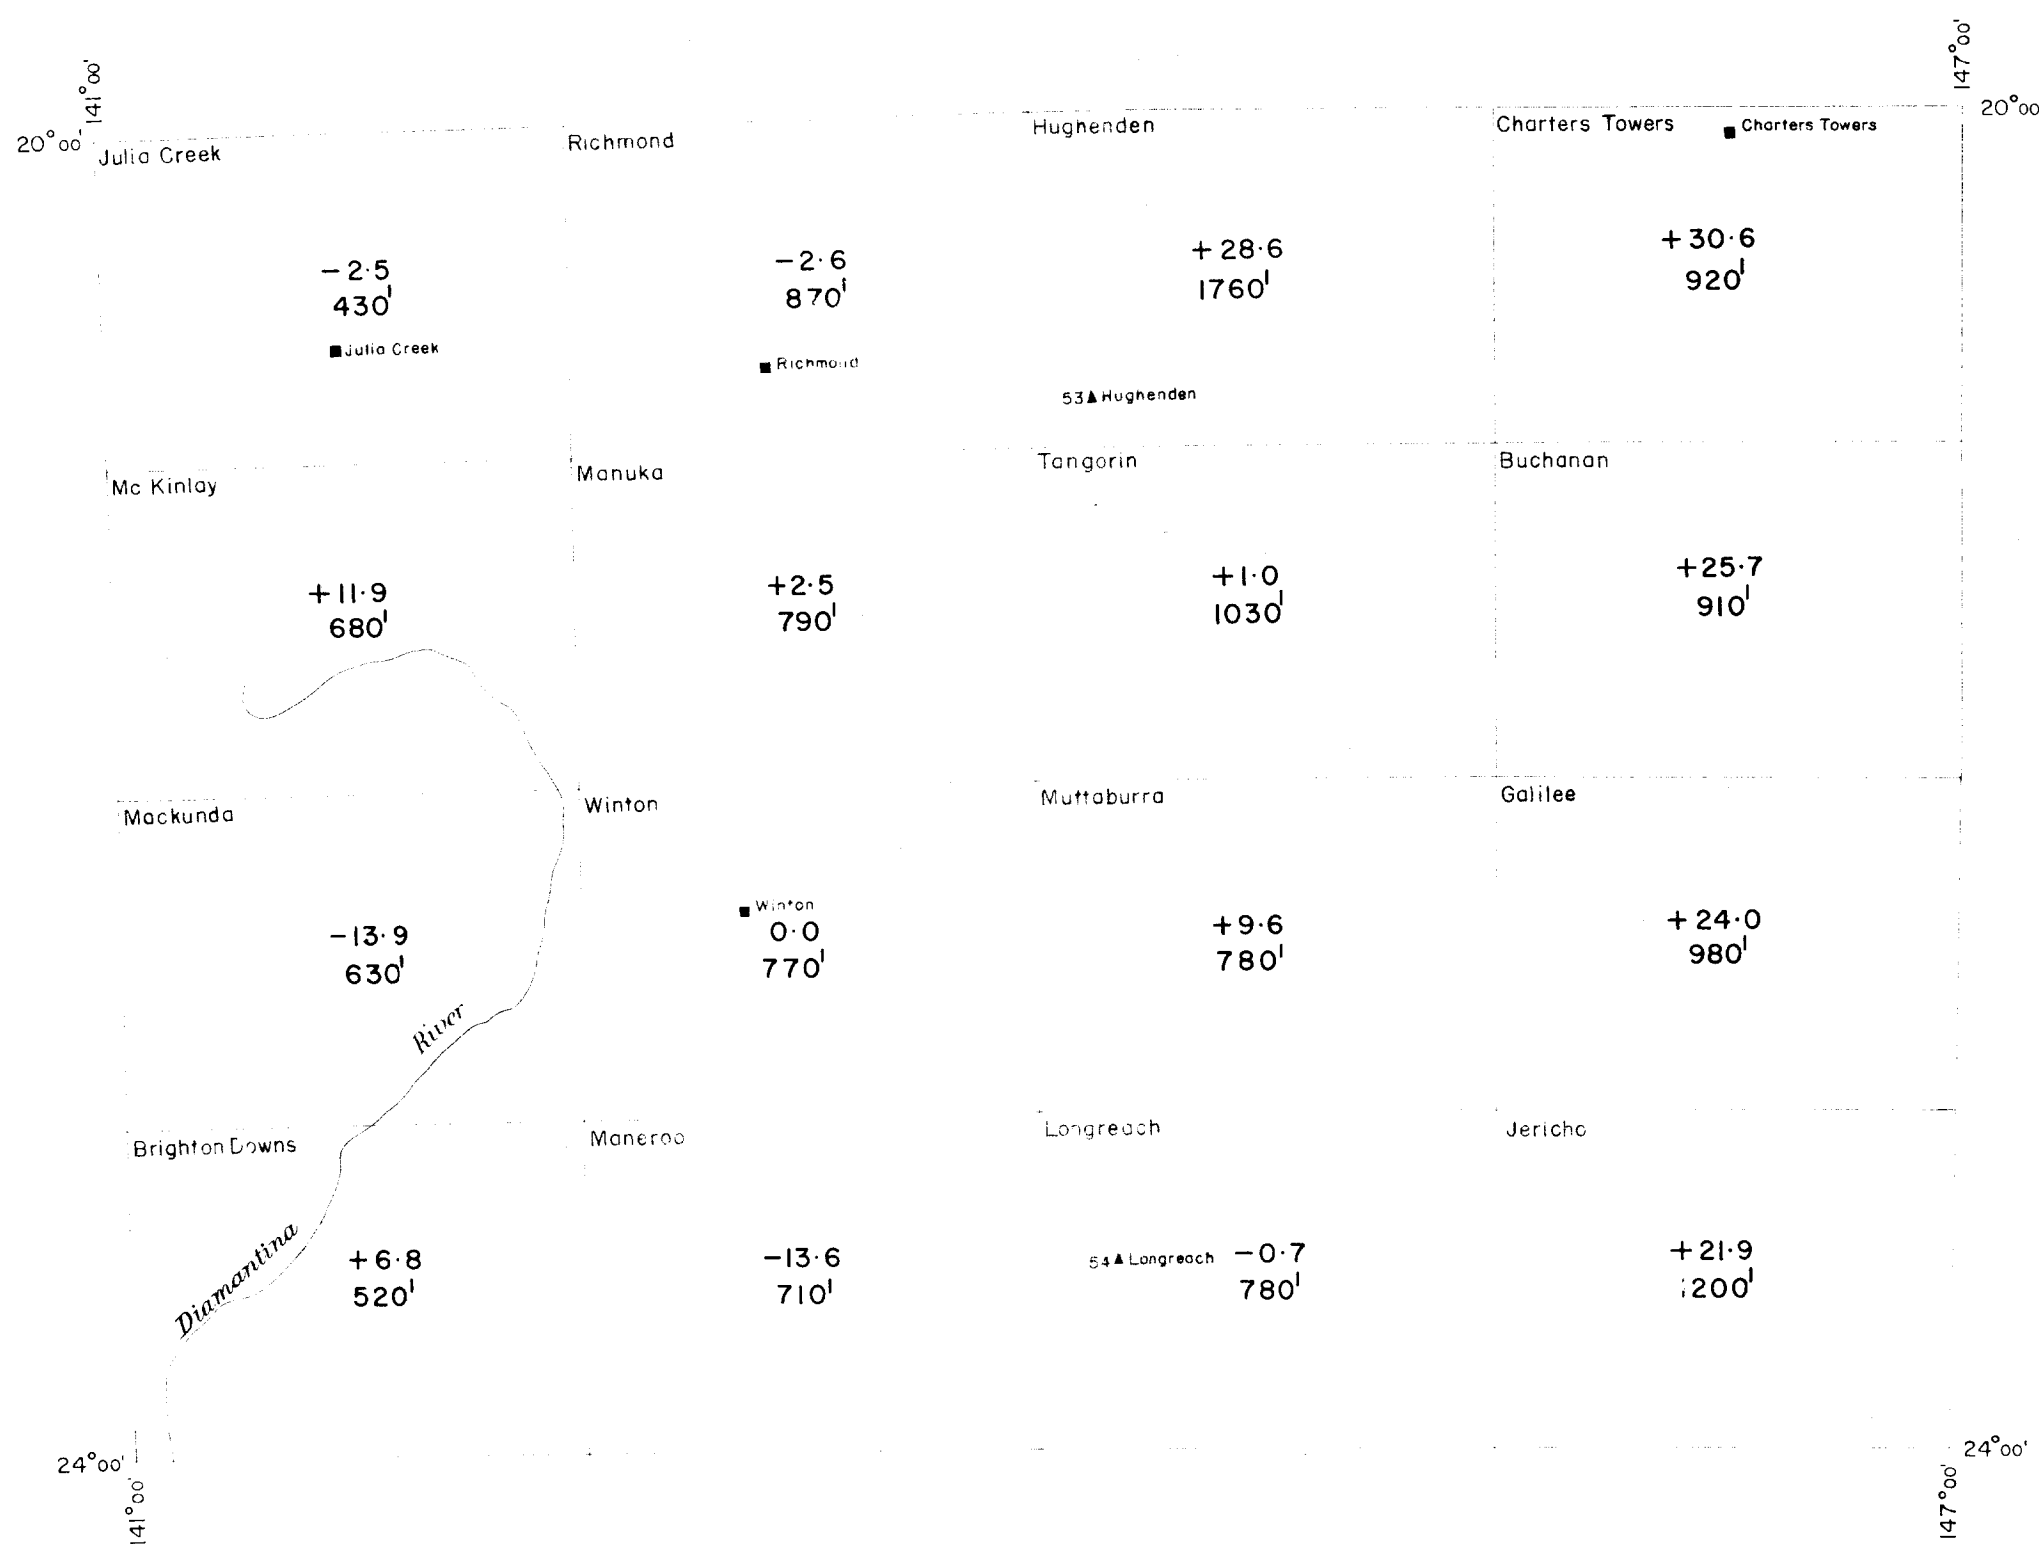 141°00'
147°00'
20°00'
20°00
Julia Creek
Richmond
Hughenden
Charters Towers
Charters Towers
-2·5
430'
Julia Creek
-2·6
870'
Richmond
+28·6
1760'
53 Hughenden
+30·6
920'
Mc Kinlay
Manuka
Tangorin
Buchanan
+11·9
680'
+2·5
790'
+1·0
1030'
+25·7
910'
Mackunda
Winton
Muttaburra
Galilee
-13·9
630'
Winton
0·0
770'
+9·6
780'
+24·0
980'
River
Brighton Downs
Maneroo
Longreach
Jericho
Diamantina
+6·8
520'
-13·6
710'
54 Longreach
-0·7
780'
+21·9
1200'
24°00'
24°00'
141°00'
147°00'